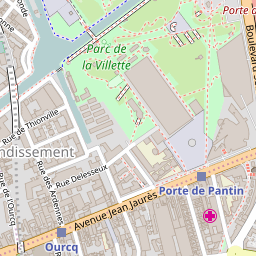 Porte d
Parc de
la Villette
Boulevard
Rue de Thionville
ndissement
Rue Delesseux
Rue des Ardennes
Rue de l'Ourcq
Porte de Pantin
Avenue Jean Jaurès
Ourcq